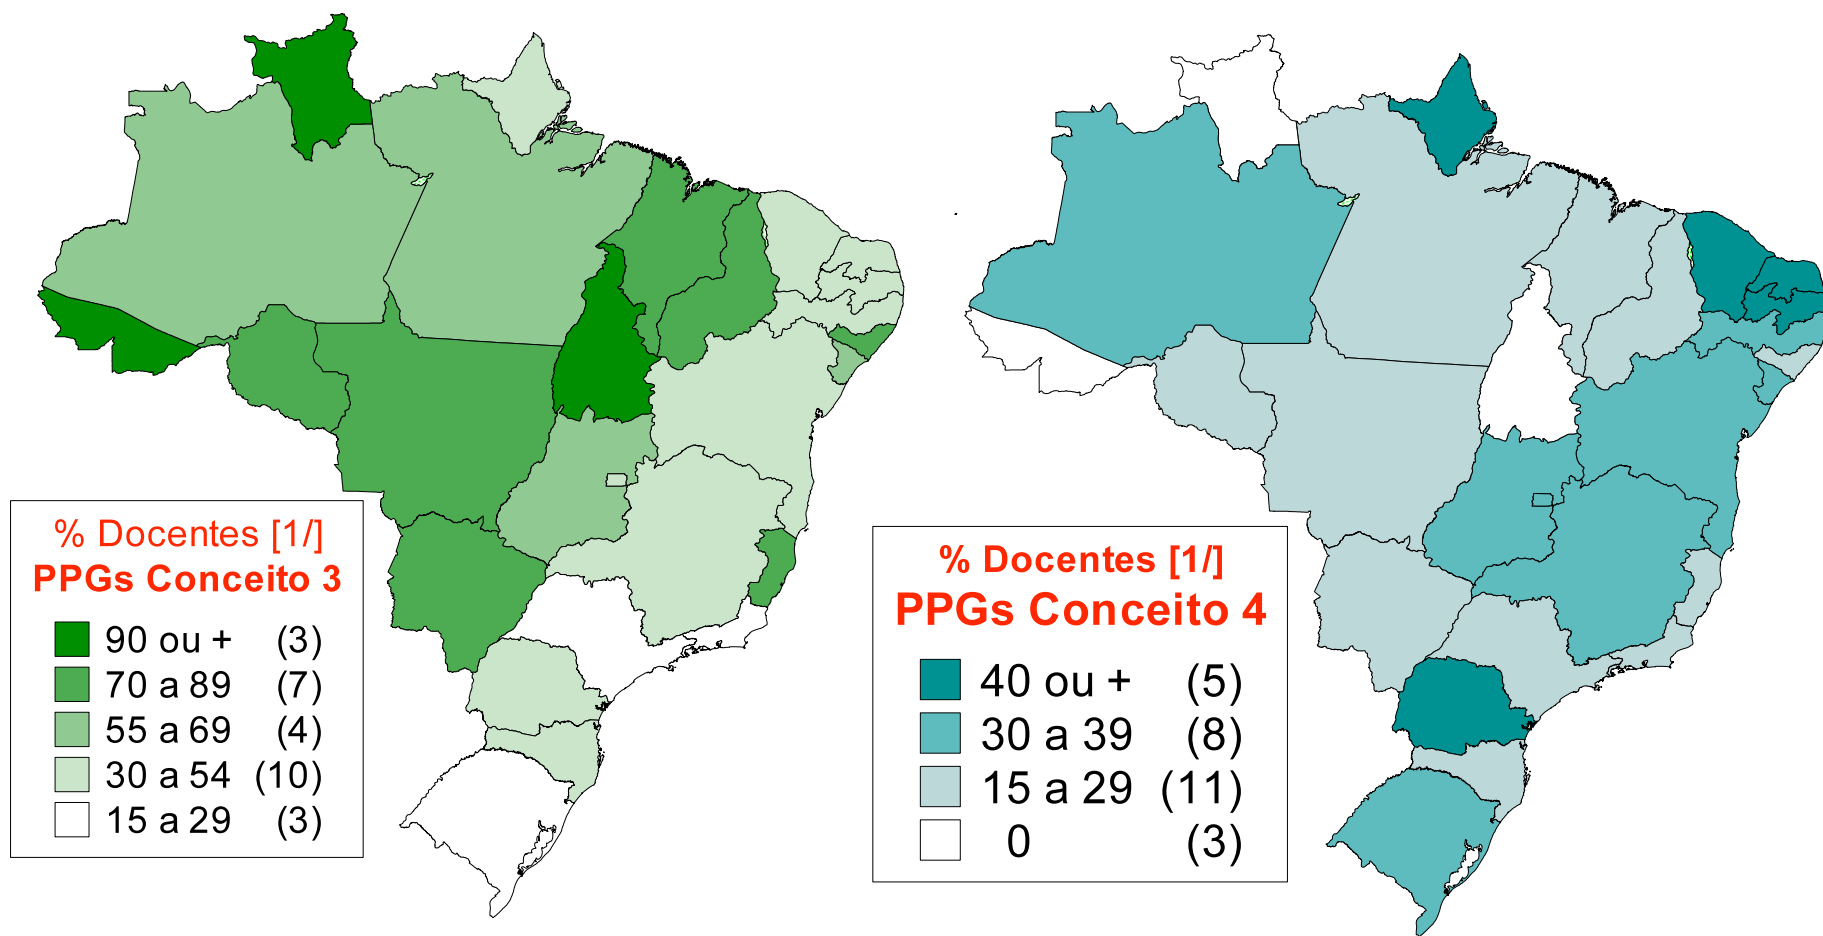 % Docentes [1/]
PPGs Conceito 3
90 ou + (3)
70 a 89 (7)
55 a 69 (4)
30 a 54 (10)
15 a 29 (3)
% Docentes [1/]
PPGs Conceito 4
40 ou + (5)
30 a 39 (8)
15 a 29 (11)
0 (3)